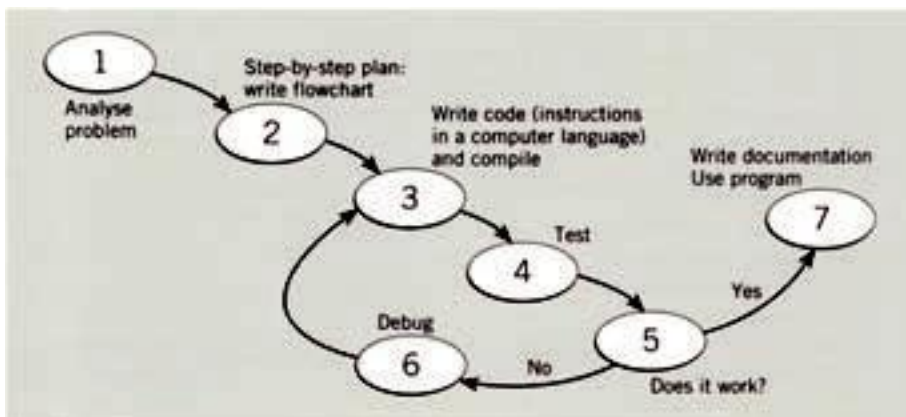 1
Analyse
problem
Step-by-step plan:
write flowchart
2
Write code (instructions
in a computer language)
and compile
3
Test
4
5
Does it work?
No
Debug
6
Yes
Write documentation
Use program
7